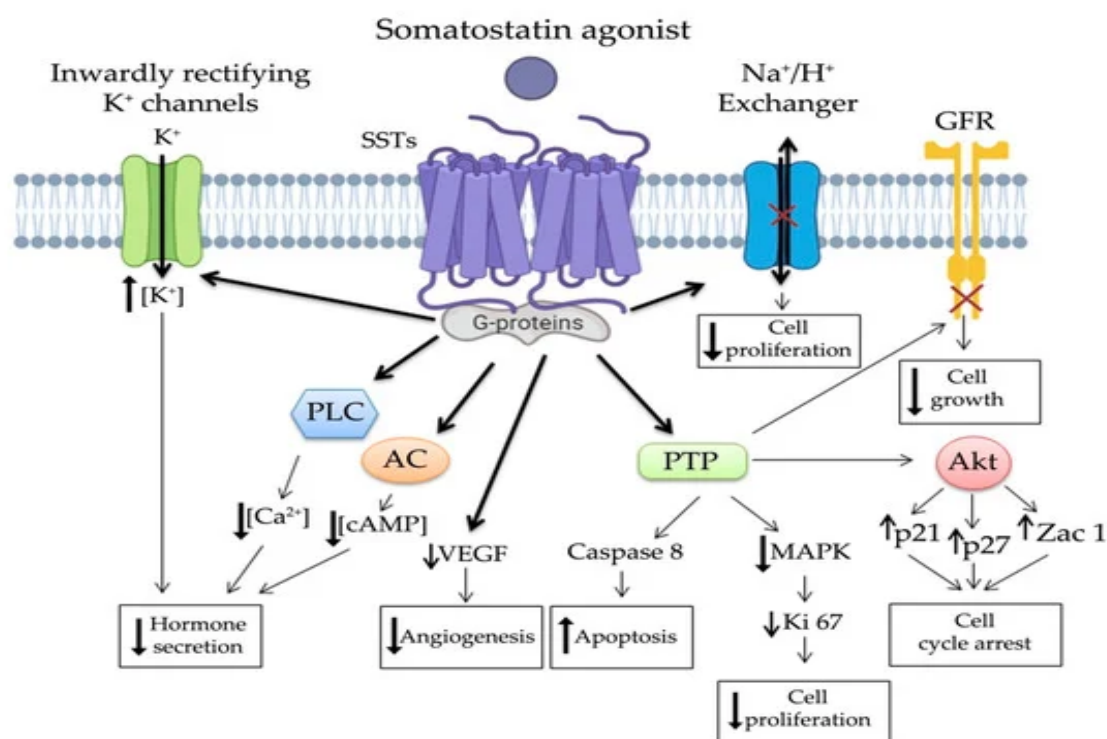 Somatostatin agonist
Inwardly rectifying
K⁺ channels
Na⁺/H⁺
Exchanger
K⁺
SSTs
GFR
[K⁺]
G-proteins
Cell
proliferation
Cell
growth
PLC
AC
PTP
Akt
[Ca²⁺]
[cAMP]
VEGF
Caspase 8
MAPK
p21
p27
Zac 1
Hormone
secretion
Angiogenesis
Apoptosis
Ki 67
Cell
cycle arrest
Cell
proliferation